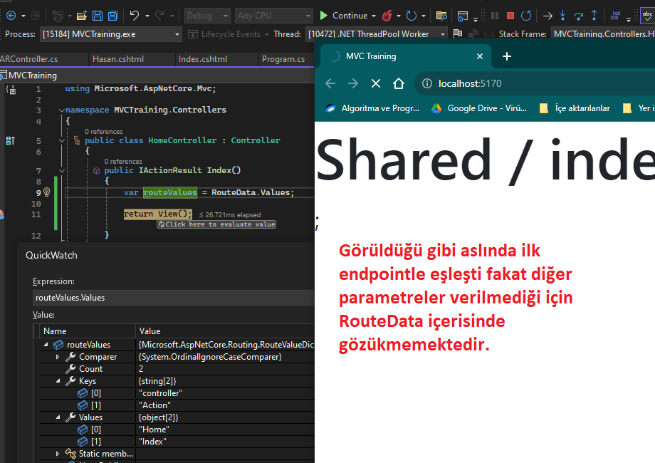 Debug
Any CPU
Continue
Process:
[15184] MVCTraining.exe
Lifecycle Events
Thread:
[10472] .NET ThreadPool Worker
Stack Frame:
MVCTraining.Controllers.H
ARController.cs
Hasan.cshtml
Index.cshtml
Program.cs
MVCTraining
1 using Microsoft.AspNetCore.Mvc;
2
3 namespace MVCTraining.Controllers
4 {
0 references
5 public class HomeController : Controller
6 {
0 references
7 public IActionResult Index()
8 {
9 var routeValues = RouteData.Values;
10
11 return View(); ≤ 26.721ms elapsed
Click here to evaluate value
12 }
QuickWatch
Expression:
routeValues.Values
Value:
Name Value
routeValues {Microsoft.AspNetCore.Routing.RouteValueDic
Comparer {System.OrdinalIgnoreCaseComparer}
Count 2
Keys {string[2]}
[0] "controller"
[1] "Action"
Values {object[2]}
[0] "Home"
[1] "Index"
Static memb...
MVC Training
localhost:5170
Algoritma ve Progr...
Google Drive - Virü...
İçe aktarılanlar
Yer i
Shared / inde
;
Görüldüğü gibi aslında ilk
endpointle eşleşti fakat diğer
parametreler verilmediği için
RouteData içerisinde
gözükmemektedir.